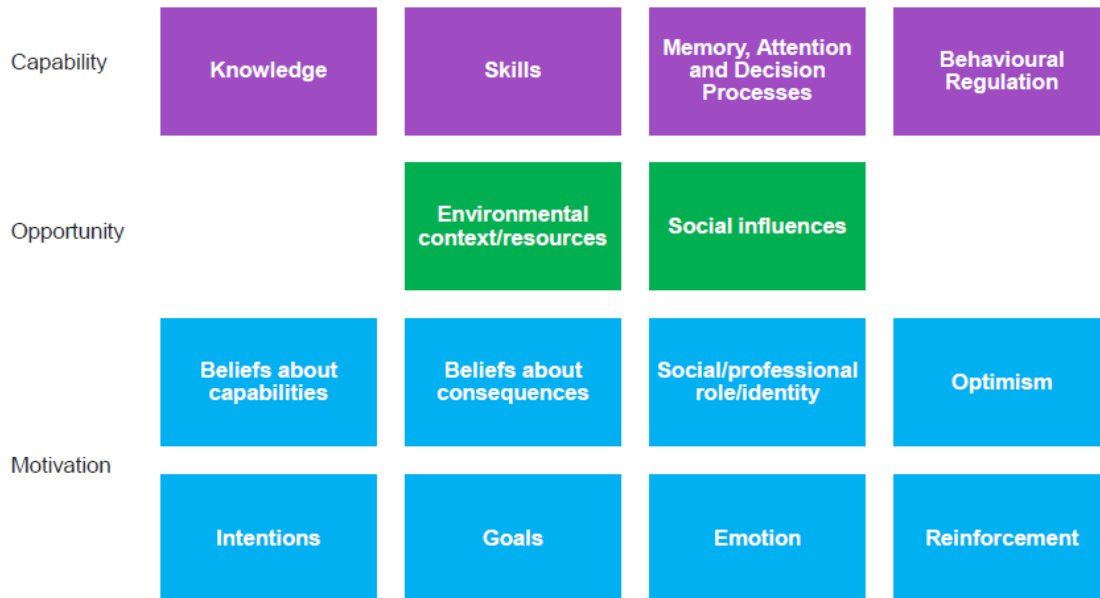 Capability
Knowledge
Skills
Memory, Attention
and Decision
Processes
Behavioural
Regulation
Opportunity
Environmental
context/resources
Social influences
Motivation
Beliefs about
capabilities
Beliefs about
consequences
Social/professional
role/identity
Optimism
Intentions
Goals
Emotion
Reinforcement